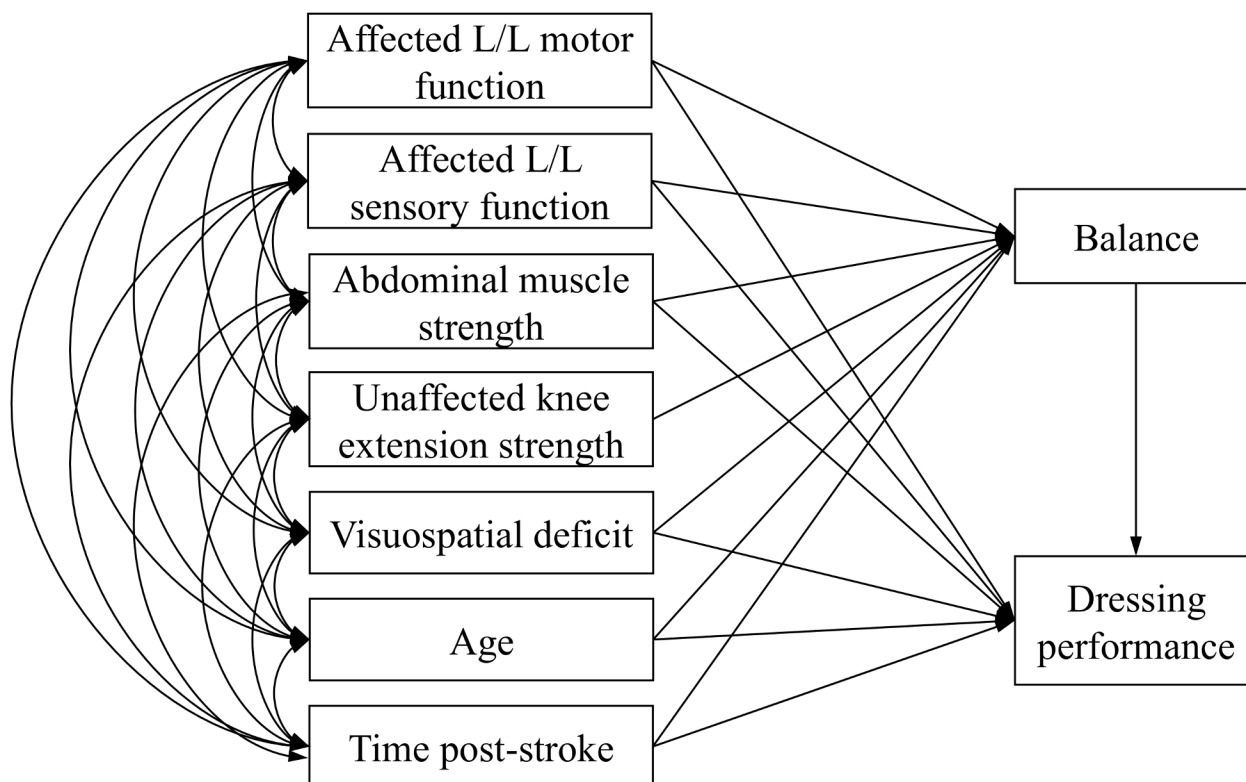 Affected L/L motor
function
Affected L/L
sensory function
Abdominal muscle
strength
Unaffected knee
extension strength
Visuospatial deficit
Age
Time post-stroke
Balance
Dressing
performance